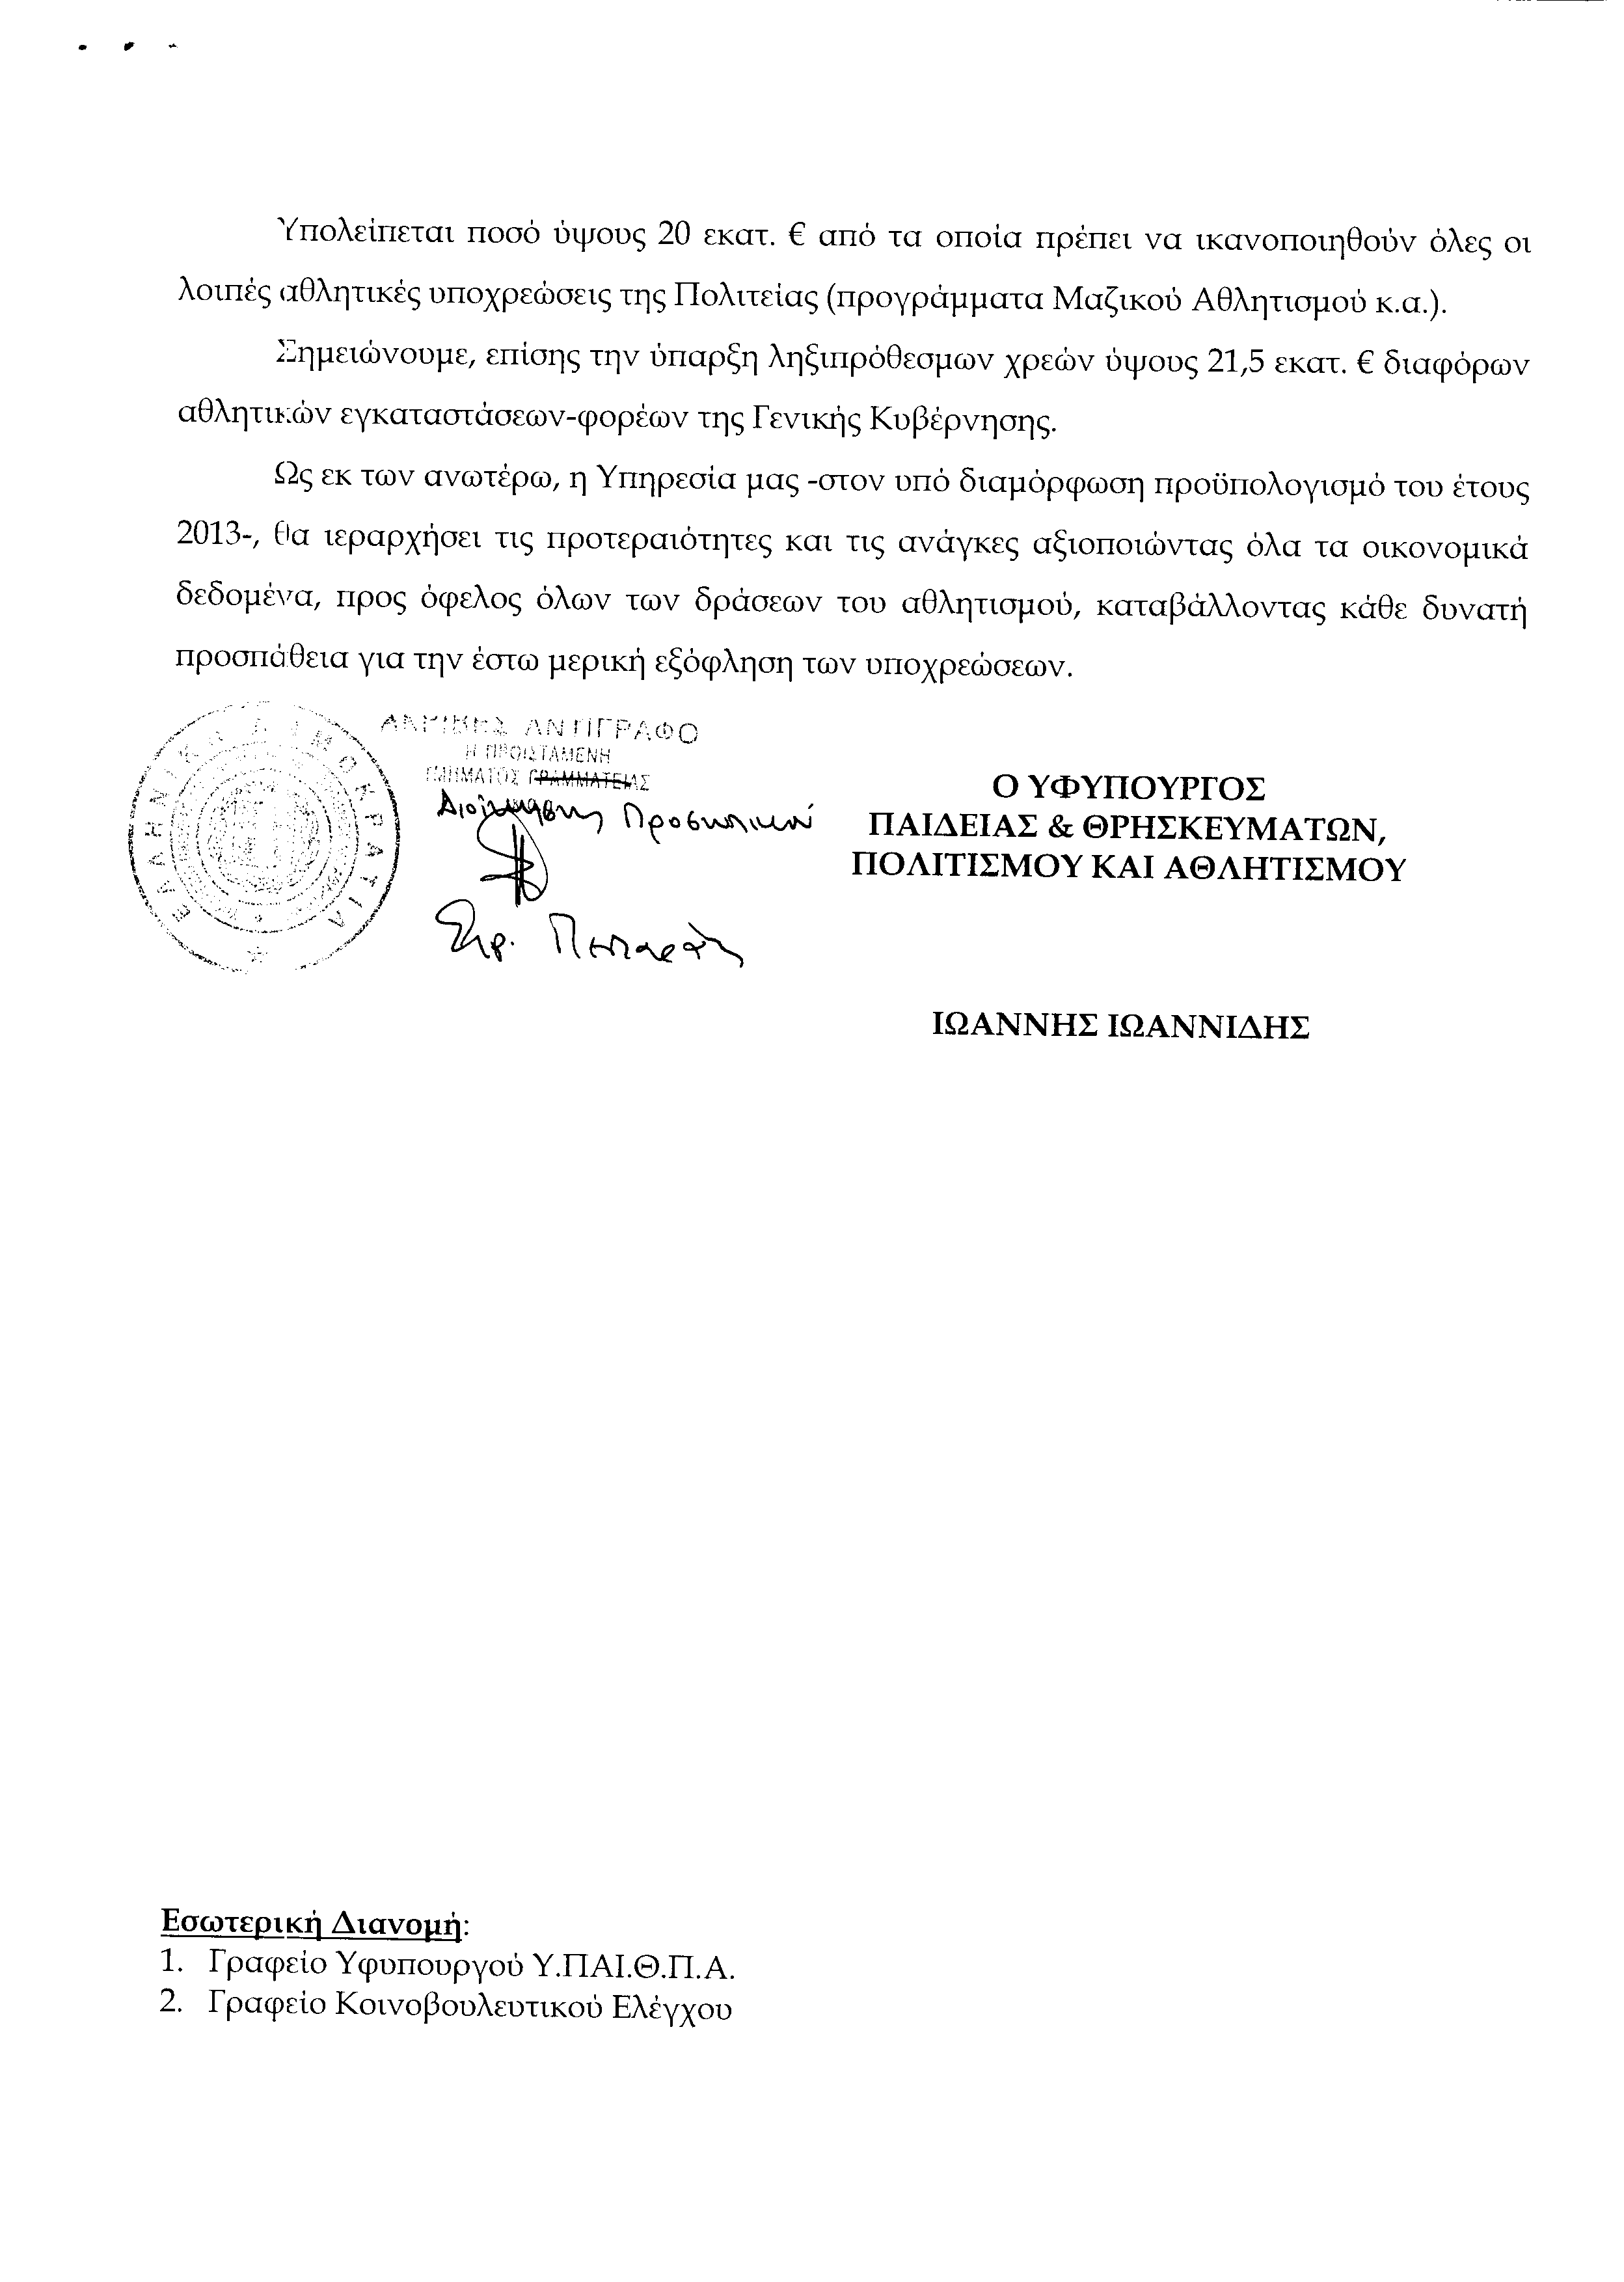 Υπολείπεται ποσό ύψους 20 εκατ. € από τα οποία πρέπει να ικανοποιηθούν όλες οι
λοιπές αθλητικές υποχρεώσεις της Πολιτείας (προγράμματα Μαζικού Αθλητισμού κ.α.).
Σημειώνουμε, επίσης την ύπαρξη ληξιπρόθεσμων χρεών ύψους 21,5 εκατ. € διαφόρων
αθλητικών εγκαταστάσεων-φορέων της Γενικής Κυβέρνησης.
Ως εκ των ανωτέρω, η Υπηρεσία μας -στον υπό διαμόρφωση προϋπολογισμό του έτους
2013-, θα ιεραρχήσει τις προτεραιότητες και τις ανάγκες αξιοποιώντας όλα τα οικονομικά
δεδομένα, προς όφελος όλων των δράσεων του αθλητισμού, καταβάλλοντας κάθε δυνατή
προσπάθεια για την έστω μερική εξόφληση των υποχρεώσεων.
ΕΛΛΗΝΙΚΗ ΔΗΜΟΚΡΑΤΙΑ
ΑΚΡΙΒΕΣ ΑΝΤΙΓΡΑΦΟ
Η ΠΡΟΪΣΤΑΜΕΝΗ
ΤΜΗΜΑΤΟΣ ΓΡΑΜΜΑΤΕΙΑΣ
Διοίκησης Προσωπικού
Ο ΥΦΥΠΟΥΡΓΟΣ
ΠΑΙΔΕΙΑΣ & ΘΡΗΣΚΕΥΜΑΤΩΝ,
ΠΟΛΙΤΙΣΜΟΥ ΚΑΙ ΑΘΛΗΤΙΣΜΟΥ
ΙΩΑΝΝΗΣ ΙΩΑΝΝΙΔΗΣ
Εσωτερική Διανομή:
1. Γραφείο Υφυπουργού Υ.ΠΑΙ.Θ.Π.Α.
2. Γραφείο Κοινοβουλευτικού Ελέγχου